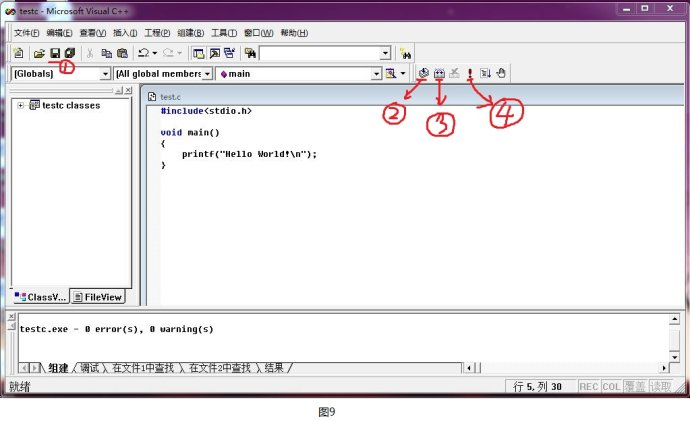 testc - Microsoft Visual C++
文件(F) 编辑(E) 查看(V) 插入(I) 工程(P) 组建(B) 工具(T) 窗口(W) 帮助(H)
①
(Globals) (All global members main
② ③ ④
testc classes
test.c
#include<stdio.h>
void main()
{
printf("Hello World!\n");
}
ClassV... FileView
testc.exe - 0 error(s), 0 warning(s)
组建 调试 在文件1中查找 在文件2中查找 结果
就绪 行 5, 列 30 REC COL 覆盖 读取
图9